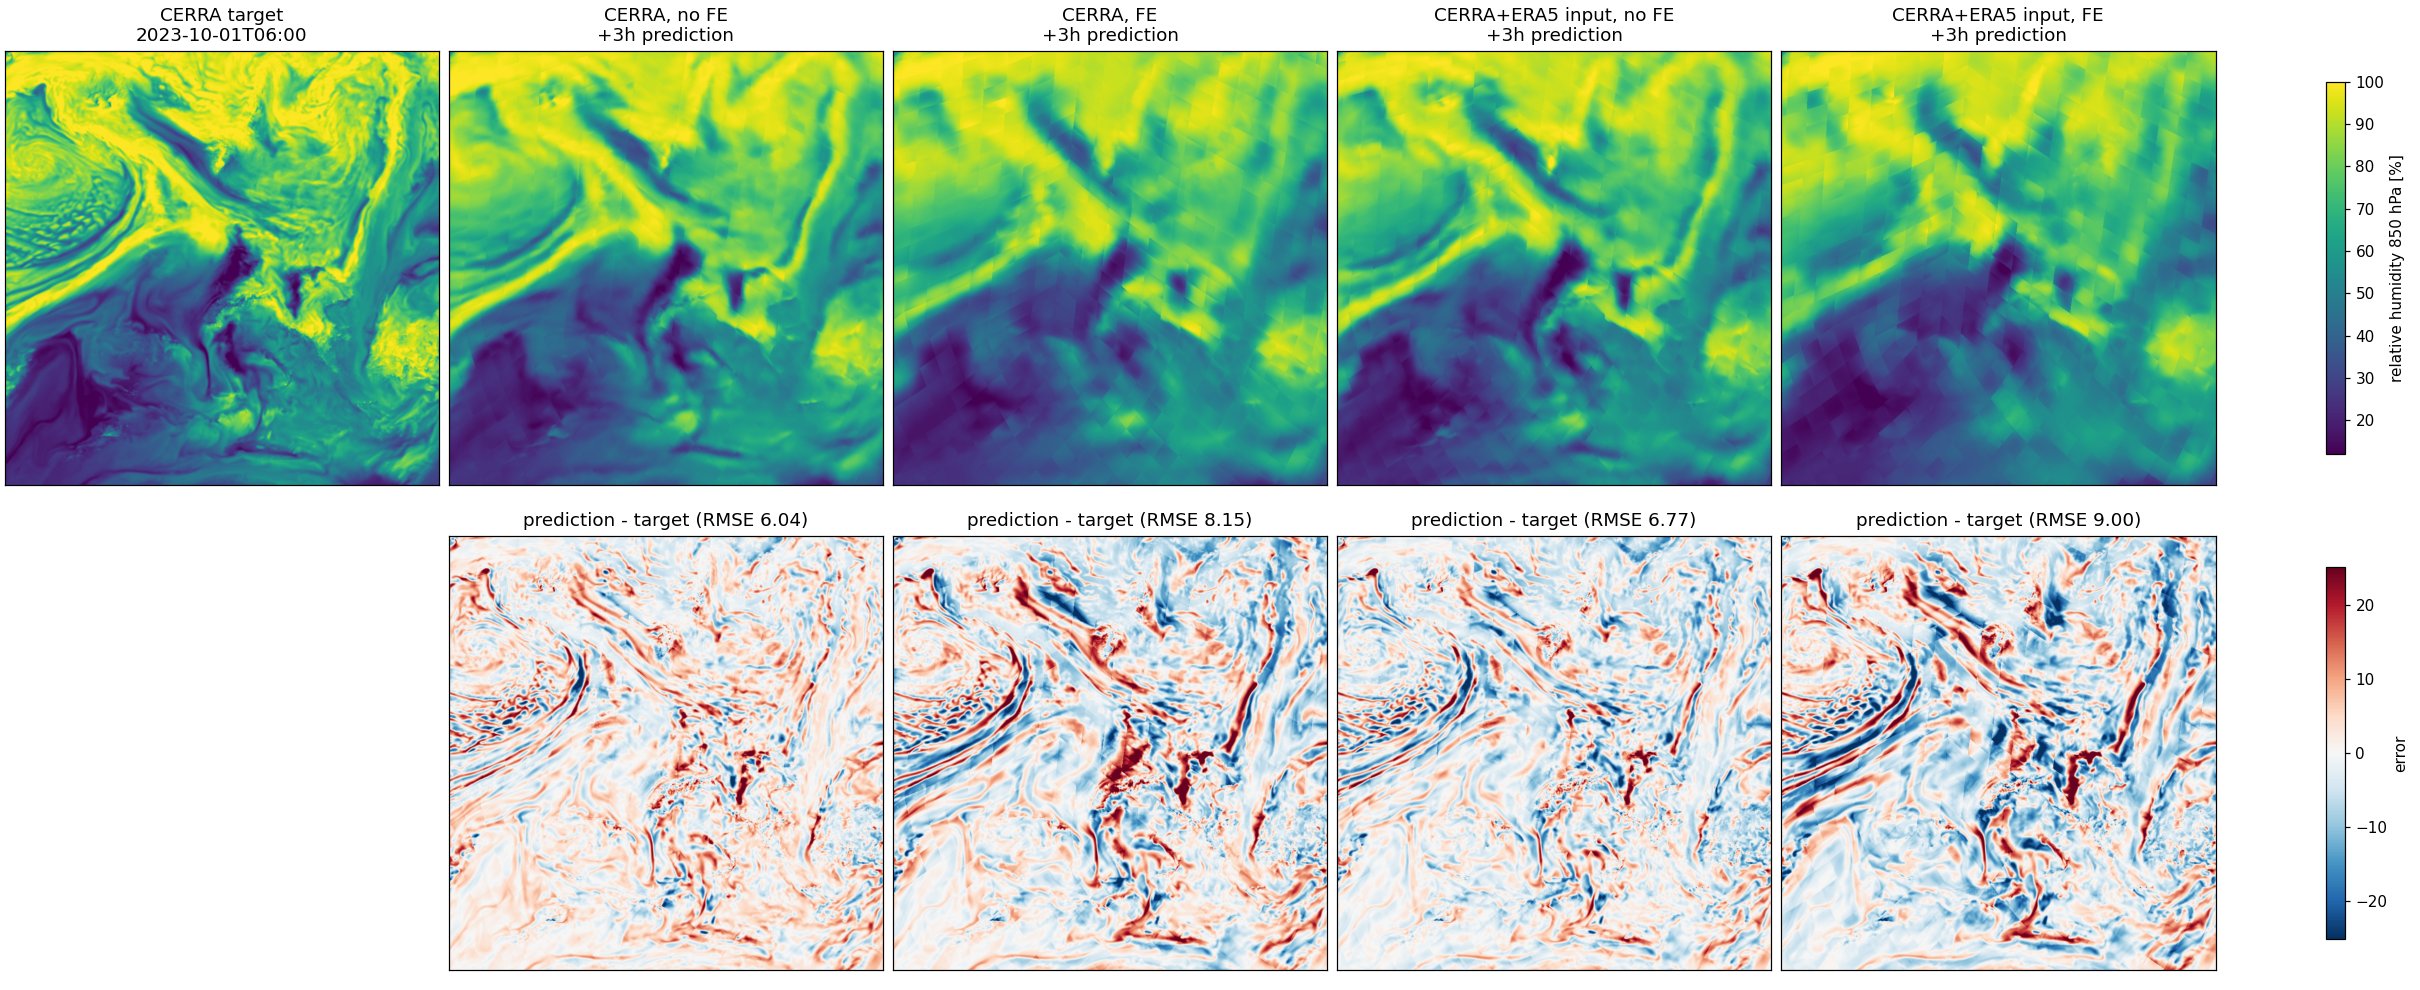 CERRA target
2023-10-01T06:00
CERRA, no FE
+3h prediction
CERRA, FE
+3h prediction
CERRA+ERA5 input, no FE
+3h prediction
CERRA+ERA5 input, FE
+3h prediction
100
90
80
70
60
50
40
30
20
relative humidity 850 hPa [%]
prediction - target (RMSE 6.04)
prediction - target (RMSE 8.15)
prediction - target (RMSE 6.77)
prediction - target (RMSE 9.00)
20
10
0
−10
−20
error